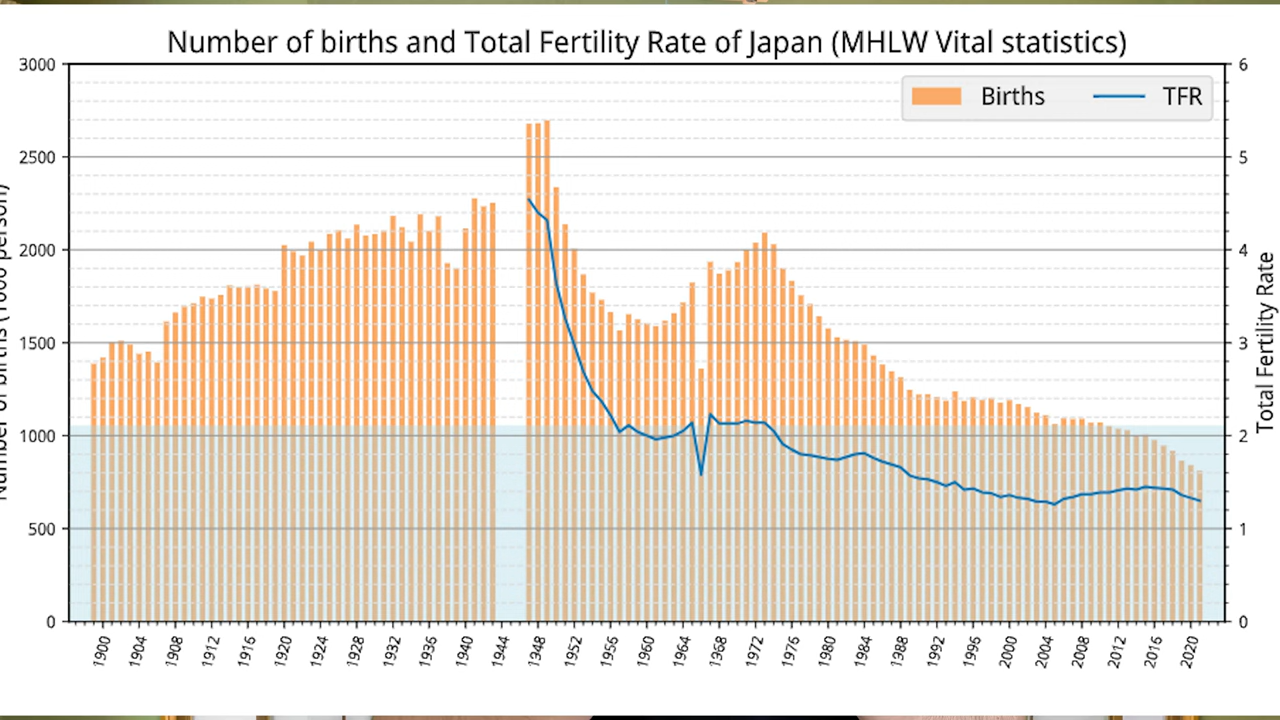 Number of births and Total Fertility Rate of Japan (MHLW Vital statistics)
Births TFR
3000
2500
2000
1500
1000
500
0
6
5
4
3
2
1
0
Total Fertility Rate
of births
person)
1900 1904 1908 1912 1916 1920 1924 1928 1932 1936 1940 1944 1948 1952 1956 1960 1964 1968 1972 1976 1980 1984 1988 1992 1996 2000 2004 2008 2012 2016 2020